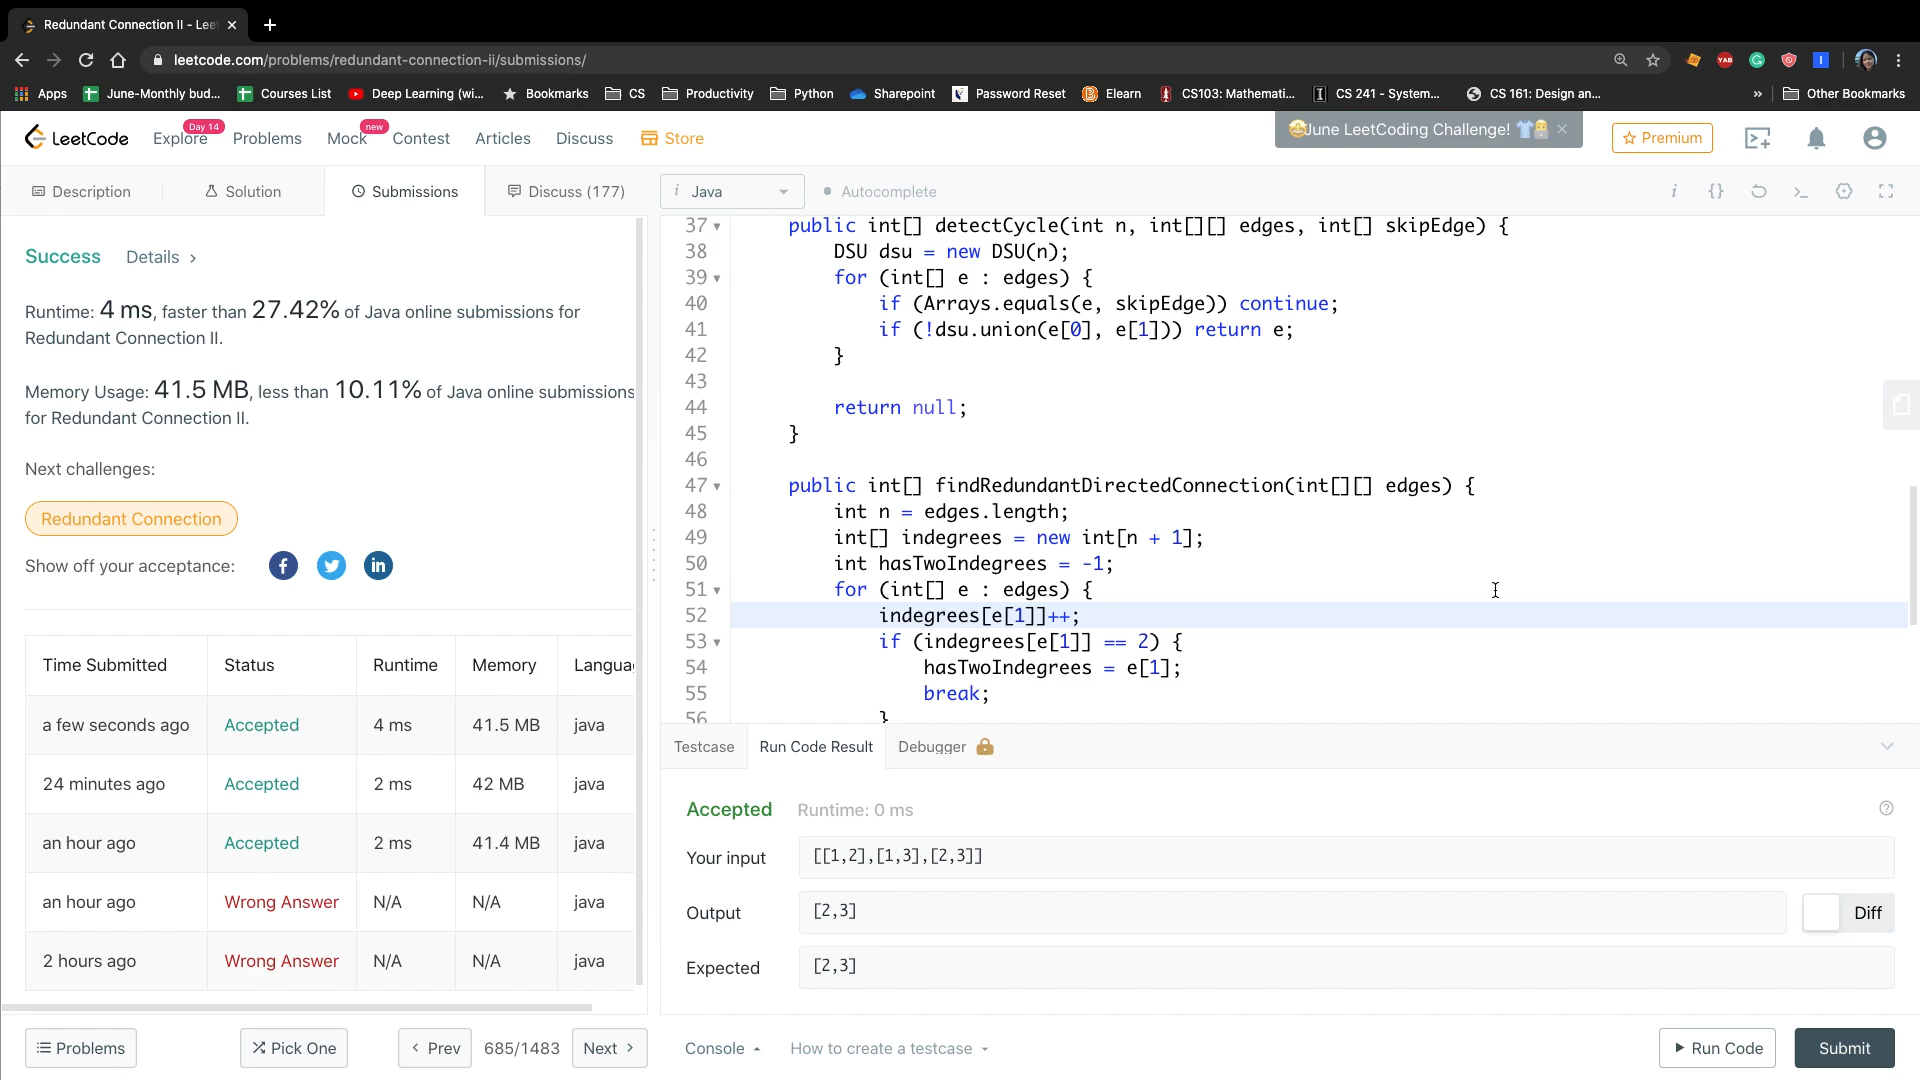 Redundant Connection II - Lee
leetcode.com/problems/redundant-connection-ii/submissions/
YAB
Apps
June-Monthly bud...
Courses List
Deep Learning (wi...
Bookmarks
CS
Productivity
Python
Sharepoint
Password Reset
Elearn
CS103: Mathemati...
CS 241 - System...
CS 161: Design an...
»
Other Bookmarks
LeetCode
Explore
Day 14
Problems
Mock
new
Contest
Articles
Discuss
Store
June LeetCoding Challenge!
Premium
Description
Solution
Submissions
Discuss (177)
i Java
Autocomplete
Success
Details >
Runtime: 4 ms, faster than 27.42% of Java online submissions for
Redundant Connection II.
Memory Usage: 41.5 MB, less than 10.11% of Java online submissions
for Redundant Connection II.
Next challenges:
Redundant Connection
Show off your acceptance:
Time Submitted Status Runtime Memory Langua
a few seconds ago Accepted 4 ms 41.5 MB java
24 minutes ago Accepted 2 ms 42 MB java
an hour ago Accepted 2 ms 41.4 MB java
an hour ago Wrong Answer N/A N/A java
2 hours ago Wrong Answer N/A N/A java
Problems
Pick One
< Prev
685/1483
Next >
37 public int[] detectCycle(int n, int[][] edges, int[] skipEdge) {
38 DSU dsu = new DSU(n);
39 for (int[] e : edges) {
40 if (Arrays.equals(e, skipEdge)) continue;
41 if (!dsu.union(e[0], e[1])) return e;
42 }
43
44 return null;
45 }
46
47 public int[] findRedundantDirectedConnection(int[][] edges) {
48 int n = edges.length;
49 int[] indegrees = new int[n + 1];
50 int hasTwoIndegrees = -1;
51 for (int[] e : edges) {
52 indegrees[e[1]]++;
53 if (indegrees[e[1]] == 2) {
54 hasTwoIndegrees = e[1];
55 break;
56 }
Testcase
Run Code Result
Debugger
Accepted Runtime: 0 ms
Your input [[1,2],[1,3],[2,3]]
Output [2,3]
Diff
Expected [2,3]
Console
How to create a testcase
Run Code
Submit